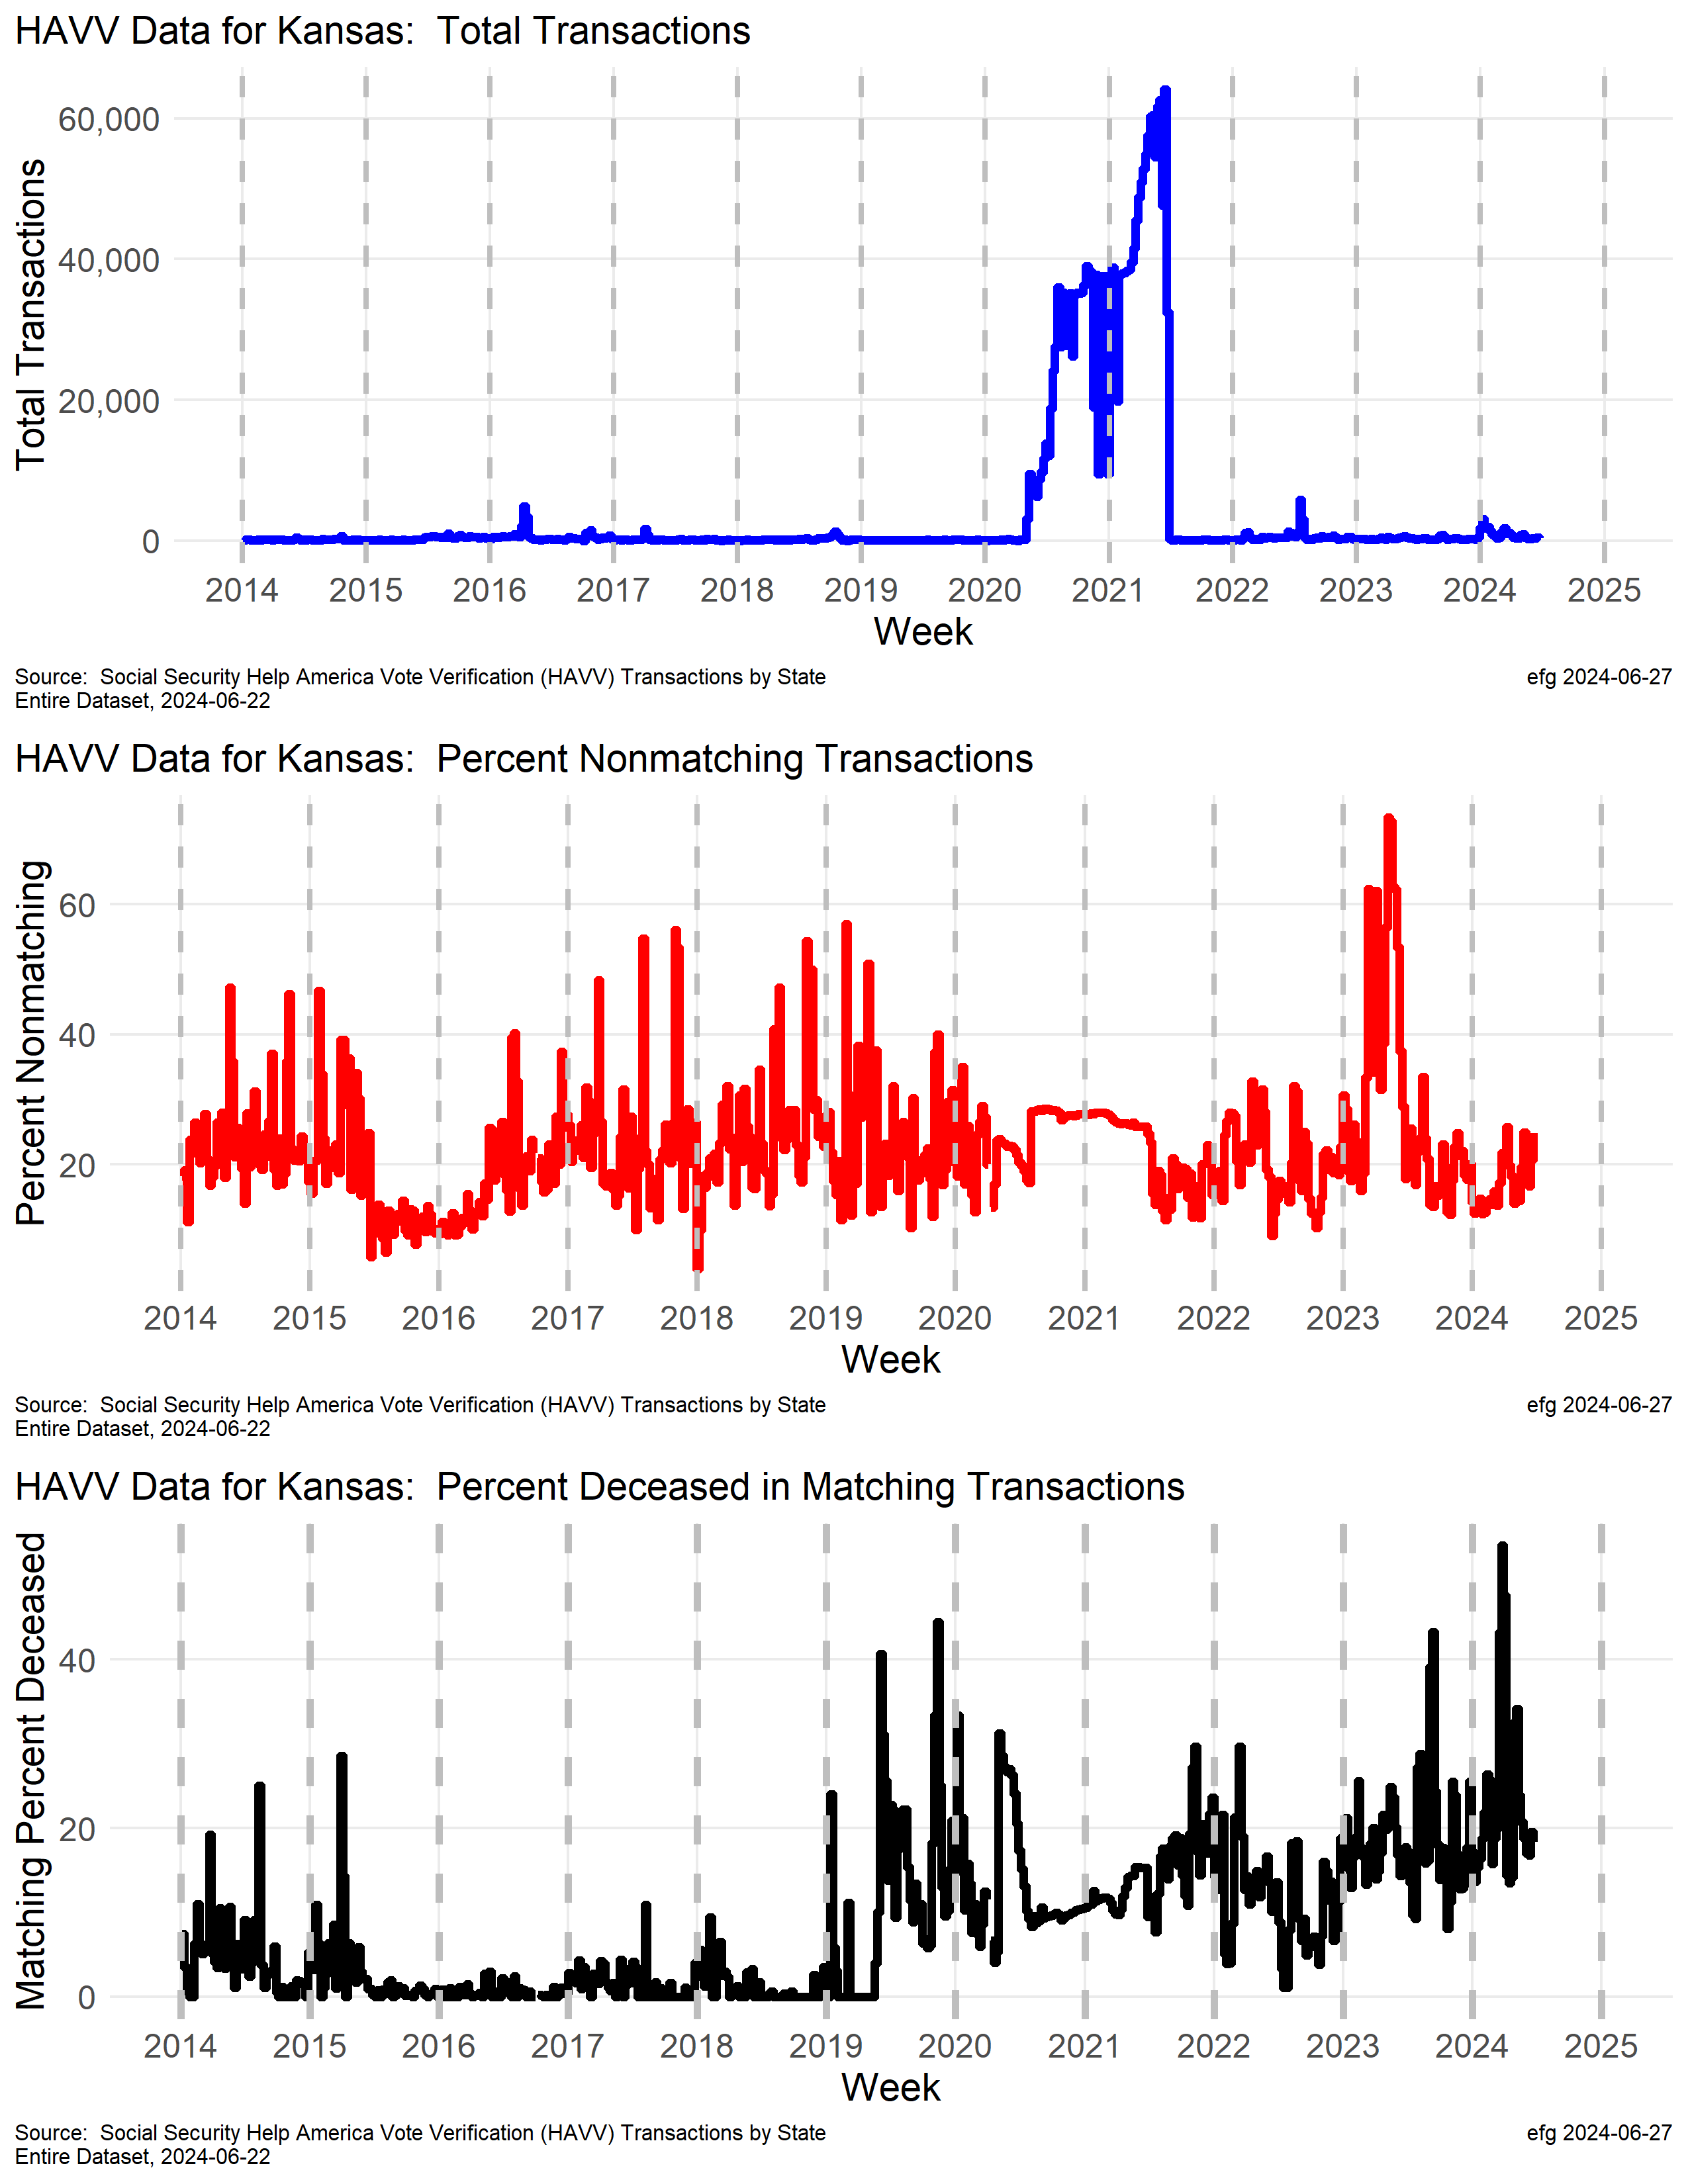 HAVV Data for Kansas:  Total Transactions
Total Transactions
60,000
40,000
20,000
0
2014 2015 2016 2017 2018 2019 2020 2021 2022 2023 2024 2025
Week
Source:  Social Security Help America Vote Verification (HAVV) Transactions by State
Entire Dataset, 2024-06-22
efg 2024-06-27
HAVV Data for Kansas:  Percent Nonmatching Transactions
Percent Nonmatching
60
40
20
2014 2015 2016 2017 2018 2019 2020 2021 2022 2023 2024 2025
Week
Source:  Social Security Help America Vote Verification (HAVV) Transactions by State
Entire Dataset, 2024-06-22
efg 2024-06-27
HAVV Data for Kansas:  Percent Deceased in Matching Transactions
Matching Percent Deceased
40
20
0
2014 2015 2016 2017 2018 2019 2020 2021 2022 2023 2024 2025
Week
Source:  Social Security Help America Vote Verification (HAVV) Transactions by State
Entire Dataset, 2024-06-22
efg 2024-06-27